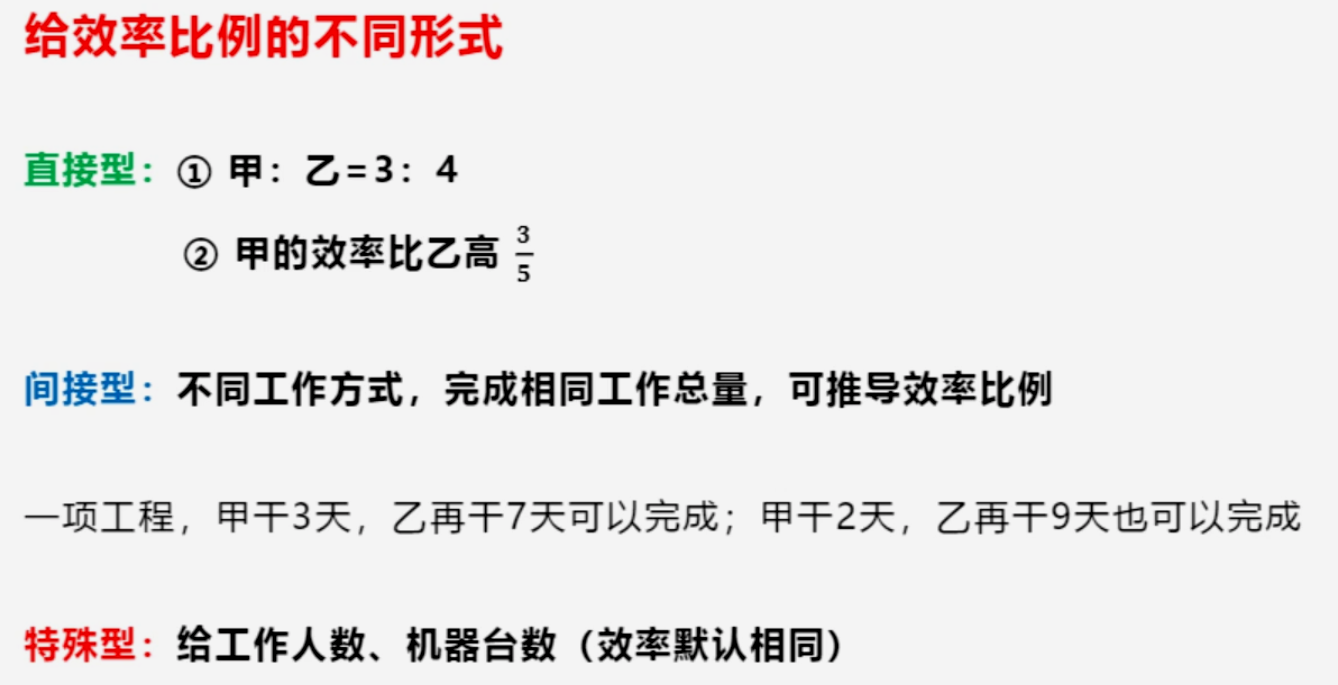 给效率比例的不同形式
直接型：① 甲：乙=3：4
② 甲的效率比乙高 3/5
间接型：不同工作方式，完成相同工作总量，可推导效率比例
一项工程，甲干3天，乙再干7天可以完成；甲干2天，乙再干9天也可以完成
特殊型：给工作人数、机器台数（效率默认相同）